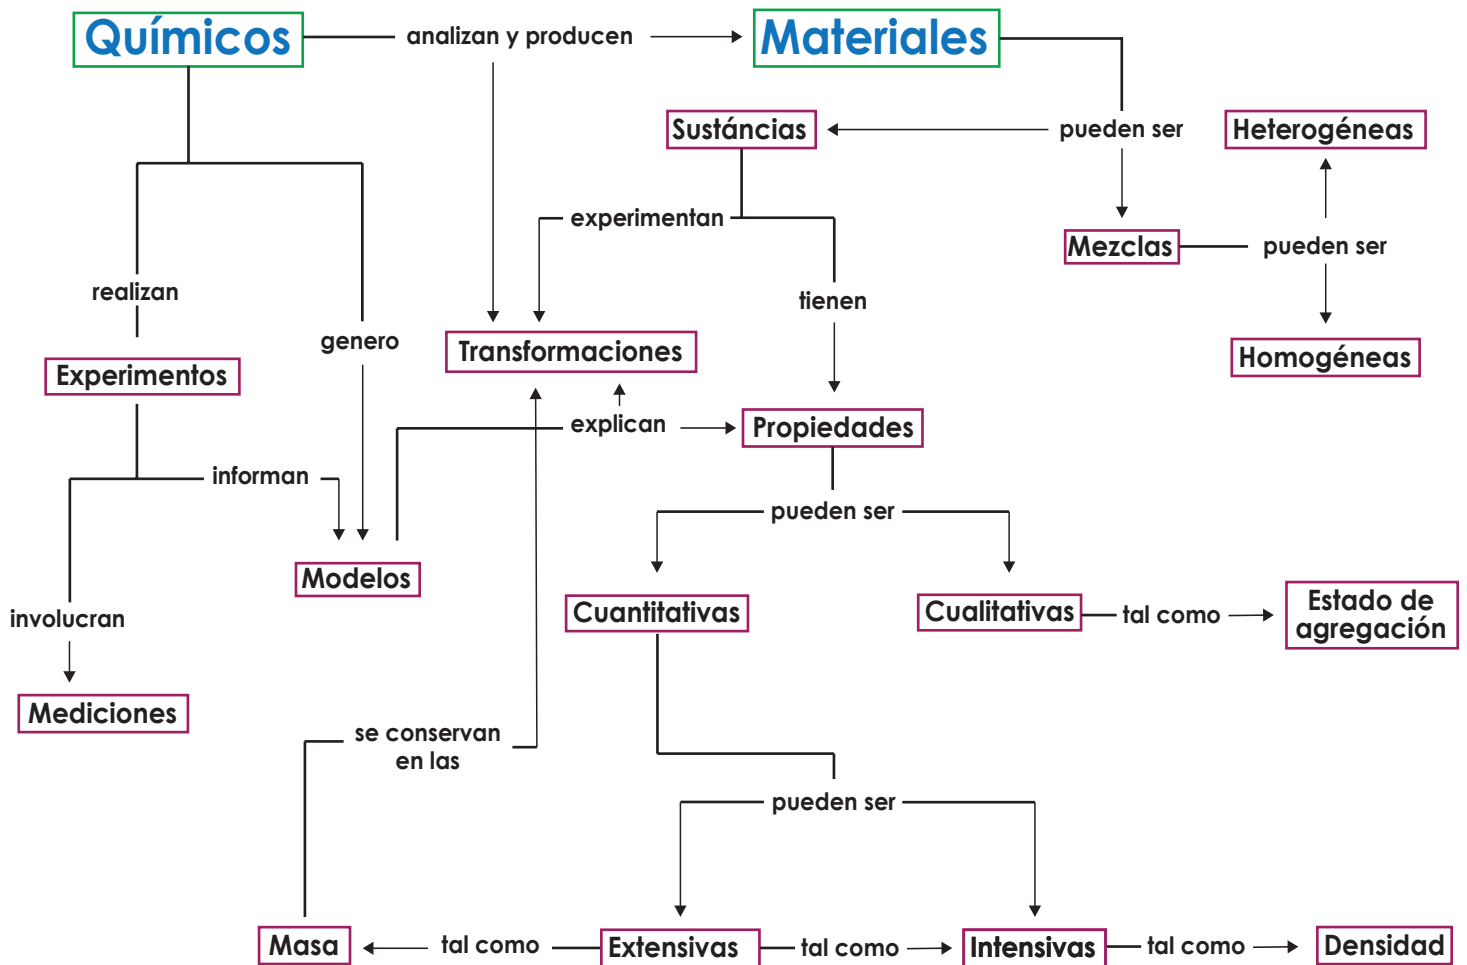 Químicos
analizan y producen
Materiales
Sustáncias
pueden ser
Heterogéneas
experimentan
Mezclas
pueden ser
realizan
tienen
genero
Transformaciones
Homogéneas
Experimentos
explican
Propiedades
informan
pueden ser
Modelos
Cuantitativas
Cualitativas
tal como
Estado de
agregación
involucran
Mediciones
se conservan
en las
pueden ser
Masa
tal como
Extensivas
tal como
Intensivas
tal como
Densidad